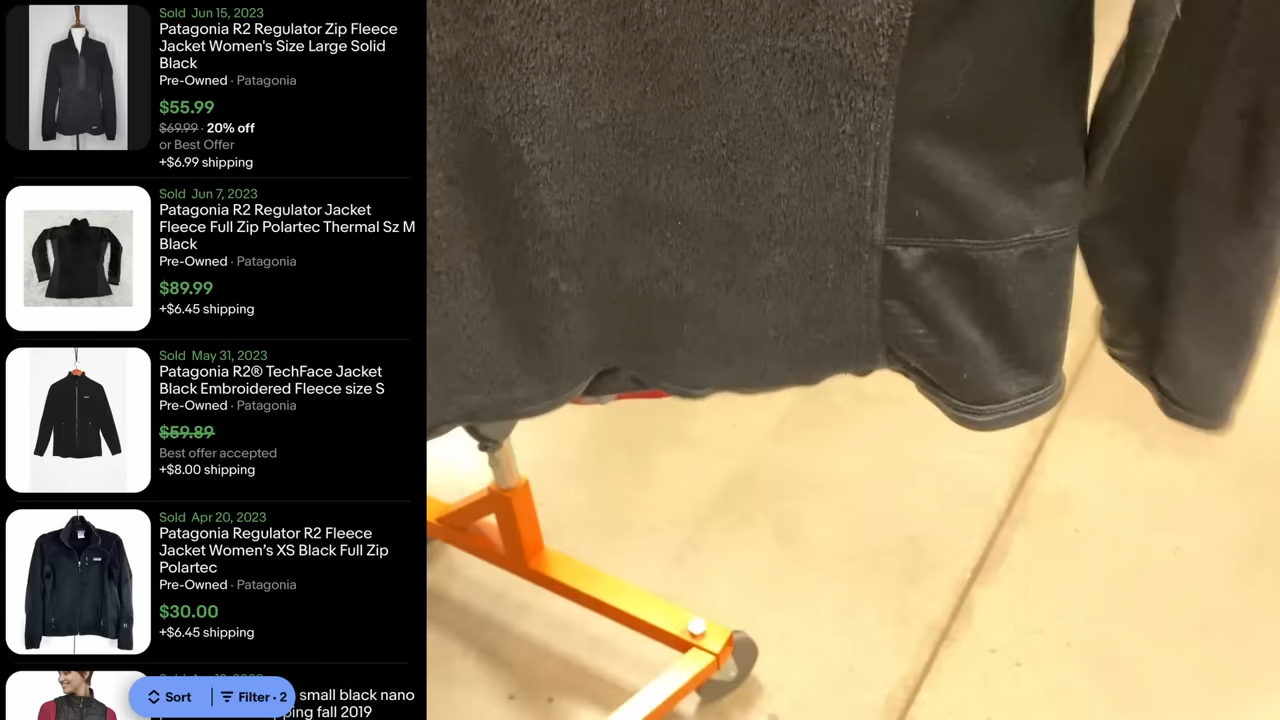 Sold Jun 15, 2023
Patagonia R2 Regulator Zip Fleece
Jacket Women's Size Large Solid
Black
Pre-Owned · Patagonia
$55.99
$69.99 · 20% off
or Best Offer
+$6.99 shipping
Sold Jun 7, 2023
Patagonia R2 Regulator Jacket
Fleece Full Zip Polartec Thermal Sz M
Black
Pre-Owned · Patagonia
$89.99
+$6.45 shipping
Sold May 31, 2023
Patagonia R2® TechFace Jacket
Black Embroidered Fleece size S
Pre-Owned · Patagonia
$59.89
Best offer accepted
+$8.00 shipping
Sold Apr 20, 2023
Patagonia Regulator R2 Fleece
Jacket Women's XS Black Full Zip
Polartec
Pre-Owned · Patagonia
$30.00
+$6.45 shipping
Sort Filter · 2
small black nano
fall 2019